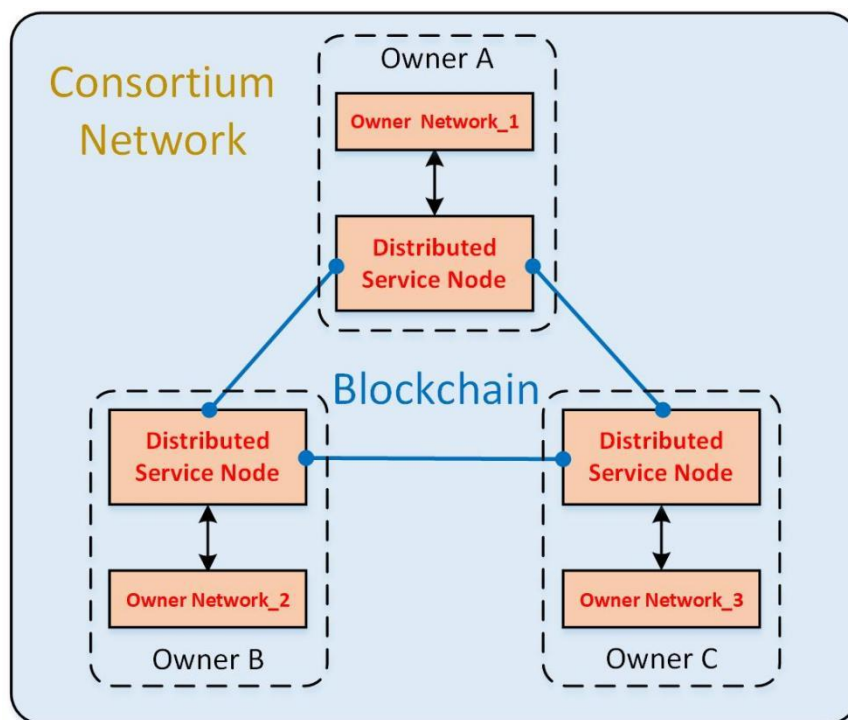 Owner A
Consortium
Network
Owner Network_1
Distributed
Service Node
Blockchain
Distributed
Service Node
Distributed
Service Node
Owner Network_2
Owner Network_3
Owner B
Owner C